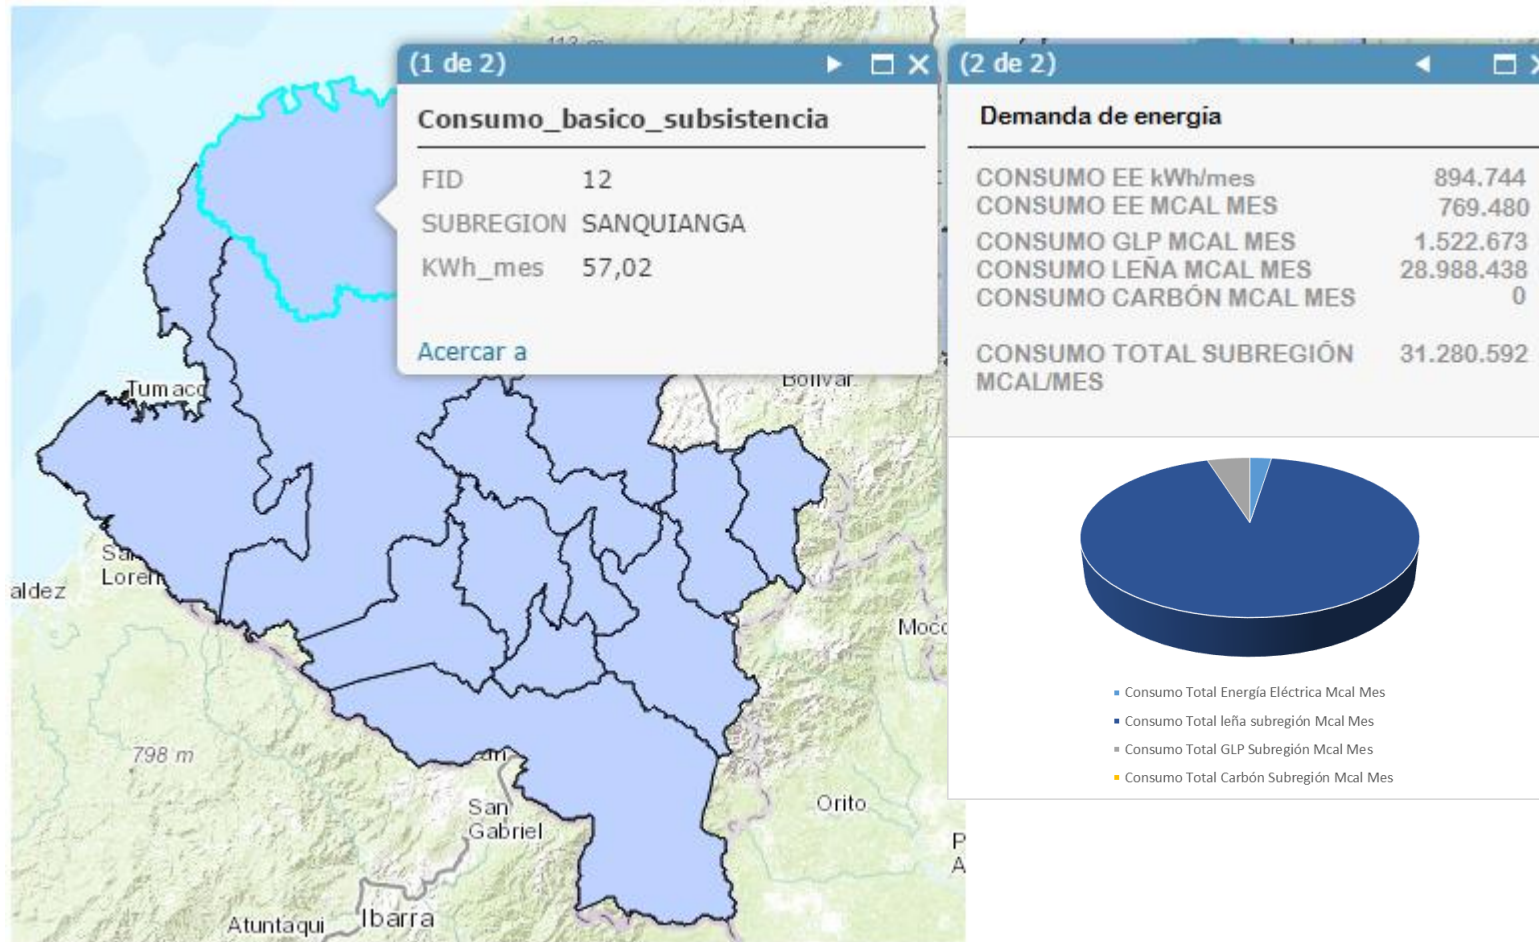 (1 de 2)
Consumo_basico_subsistencia
FID 12
SUBREGION SANQUIANGA
KWh_mes 57,02
Acercar a
(2 de 2)
Demanda de energía
CONSUMO EE kWh/mes 894.744
CONSUMO EE MCAL MES 769.480
CONSUMO GLP MCAL MES 1.522.673
CONSUMO LEÑA MCAL MES 28.988.438
CONSUMO CARBÓN MCAL MES 0
CONSUMO TOTAL SUBREGIÓN 31.280.592
MCAL/MES
Consumo Total Energía Eléctrica Mcal Mes
Consumo Total leña subregión Mcal Mes
Consumo Total GLP Subregión Mcal Mes
Consumo Total Carbón Subregión Mcal Mes
Tumaco
Bolívar
aldez
798 m
San
Gabriel
Orito
Atuntaqui
Ibarra